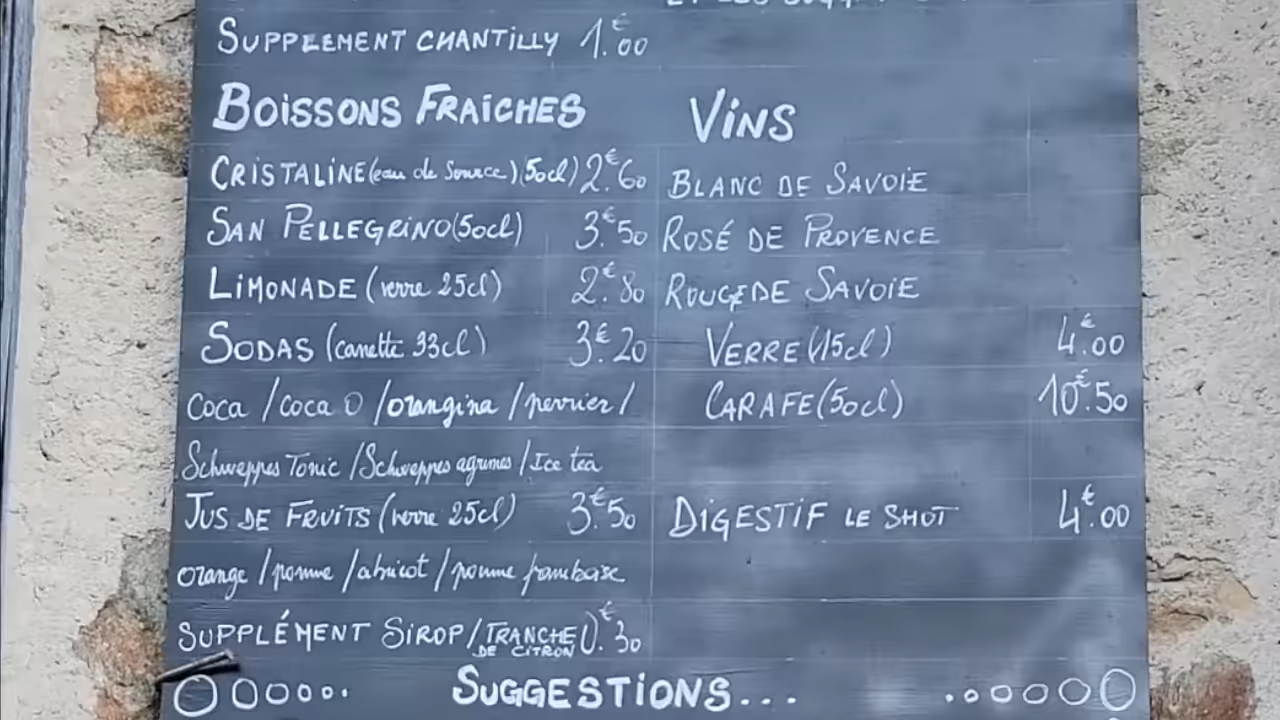 SUPPLEMENT CHANTILLY 1.€00
BOISSONS FRAÎCHES
CRISTALINE (eau de source) (50cl) 2.€60
SAN PELLEGRINO (50cl) 3.€50
LIMONADE (verre 25cl) 2.€80
SODAS (canette 33cl) 3.€20
coca / coca 0 / orangina / perrier /
Schweppes Tonic / Schweppes agrumes / Ice tea
JUS DE FRUITS (verre 25cl) 3.€50
orange / pomme / abricot / pomme framboise
SUPPLÉMENT SIROP / TRANCHE DE CITRON 0.€30
VINS
BLANC DE SAVOIE
ROSÉ DE PROVENCE
ROUGE DE SAVOIE
VERRE (15cl) 4.€00
CARAFE (50cl) 10.€50
DIGESTIF LE SHOT 4.€00
SUGGESTIONS...